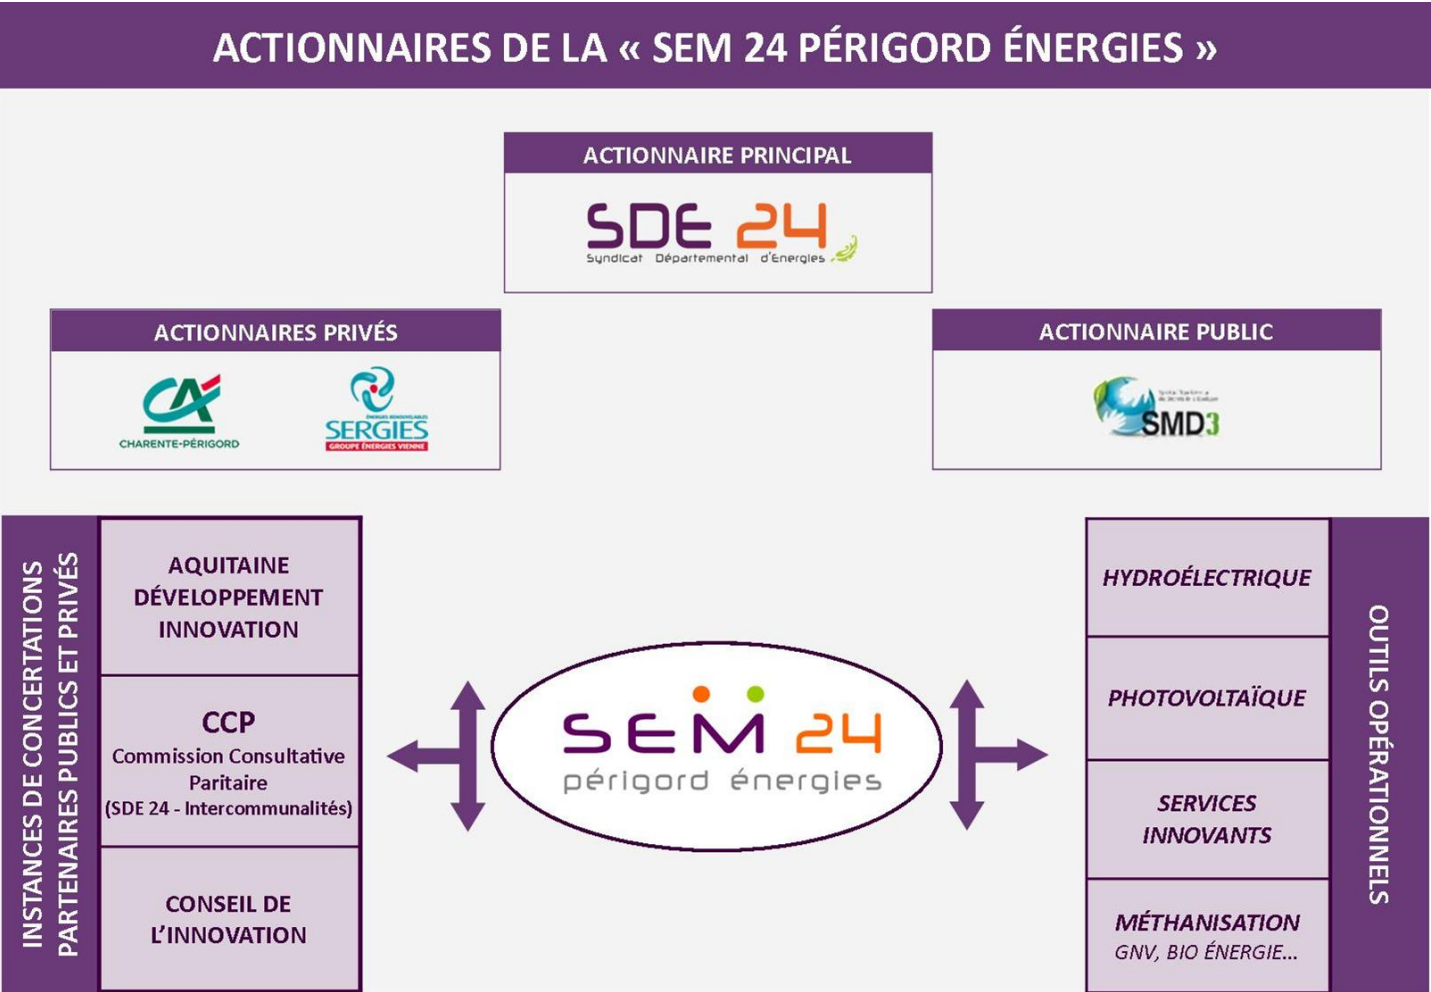 ACTIONNAIRES DE LA « SEM 24 PÉRIGORD ÉNERGIES »
ACTIONNAIRE PRINCIPAL
SDE 24
Syndicat Départemental d'Energies
ACTIONNAIRES PRIVÉS
CA
CHARENTE-PÉRIGORD
ÉNERGIES RENOUVELABLES
SERGIES
GROUPE ÉNERGIES VIENNE
ACTIONNAIRE PUBLIC
SMD3
INSTANCES DE CONCERTATIONS
PARTENAIRES PUBLICS ET PRIVÉS
AQUITAINE
DÉVELOPPEMENT
INNOVATION
CCP
Commission Consultative
Paritaire
(SDE 24 - Intercommunalités)
CONSEIL DE
L’INNOVATION
SEM 24
périgord énergies
HYDROÉLECTRIQUE
PHOTOVOLTAÏQUE
SERVICES
INNOVANTS
MÉTHANISATION
GNV, BIO ÉNERGIE...
OUTILS OPÉRATIONNELS